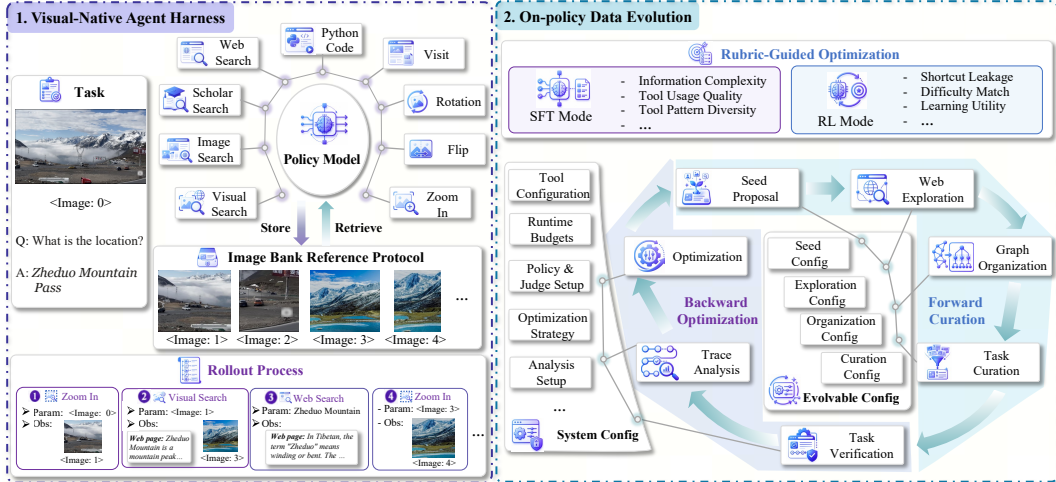 1. Visual-Native Agent Harness
Task
<Image: 0>
Q: What is the location?
A: Zheduo Mountain
Pass
Web
Search
Python
Code
Visit
Scholar
Search
Rotation
Image
Search
Flip
Visual
Search
Zoom
In
Policy Model
Store
Retrieve
Image Bank Reference Protocol
...
<Image: 1>
<Image: 2>
<Image: 3>
<Image: 4>
Rollout Process
1 Zoom In
➢ Param: <Image: 0>
➢ Obs:
<Image: 1>
2 Visual Search
➢ Param: <Image: 1>
➢ Obs:
Web page: Zheduo
Mountain is a
mountain peak...
<Image: 3>
3 Web Search
➢ Param: Zheduo Mountain
➢ Obs:
Web page: In Tibetan, the
term "Zheduo" means
winding or bent. The ...
4 Zoom In
- Param: <Image: 3>
- Obs:
<Image: 4>
...
2. On-policy Data Evolution
Rubric-Guided Optimization
SFT Mode
- Information Complexity
- Tool Usage Quality
- Tool Pattern Diversity
- ...
RL Mode
- Shortcut Leakage
- Difficulty Match
- Learning Utility
- ...
Tool
Configuration
Runtime
Budgets
Policy &
Judge Setup
Optimization
Strategy
Analysis
Setup
...
System Config
Seed
Proposal
Web
Exploration
Graph
Organization
Task
Curation
Task
Verification
Trace
Analysis
Optimization
Backward
Optimization
Forward
Curation
Seed
Config
Exploration
Config
Organization
Config
Curation
Config
Evolvable Config